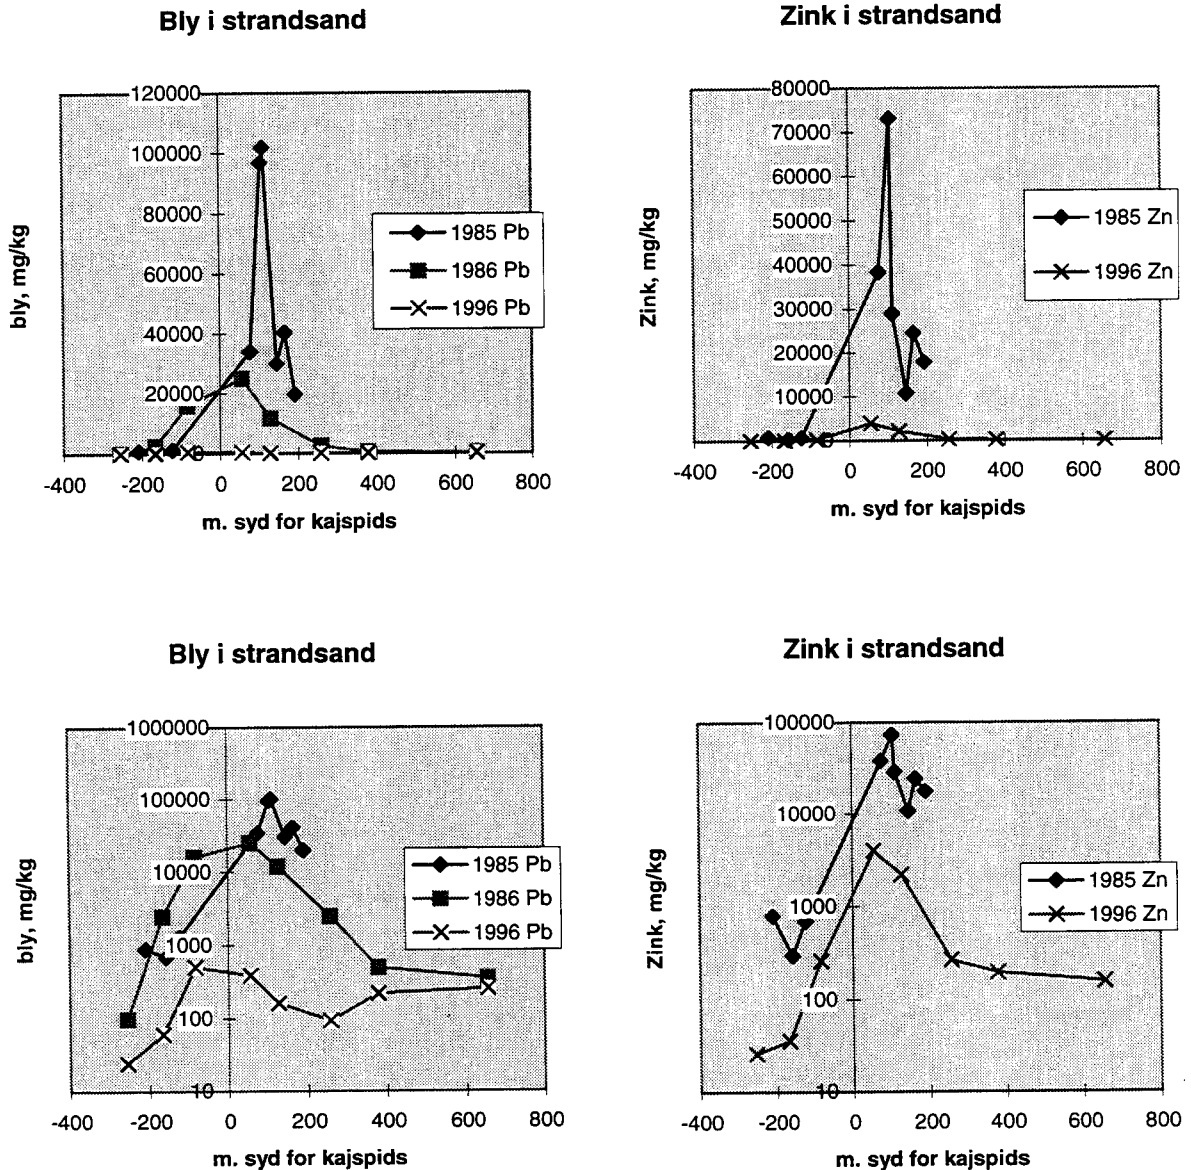 Bly i strandsand
120000
100000
80000
60000
40000
20000
0
bly, mg/kg
1985 Pb
1986 Pb
1996 Pb
-400 -200 0 200 400 600 800
m. syd for kajspids
Zink i strandsand
80000
70000
60000
50000
40000
30000
20000
10000
0
Zink, mg/kg
1985 Zn
1996 Zn
-400 -200 0 200 400 600 800
m. syd for kajspids
Bly i strandsand
1000000
100000
10000
1000
100
10
bly, mg/kg
1985 Pb
1986 Pb
1996 Pb
-400 -200 0 200 400 600 800
m. syd for kajspids
Zink i strandsand
100000
10000
1000
100
10
Zink, mg/kg
1985 Zn
1996 Zn
-400 -200 0 200 400 600 800
m. syd for kajspids